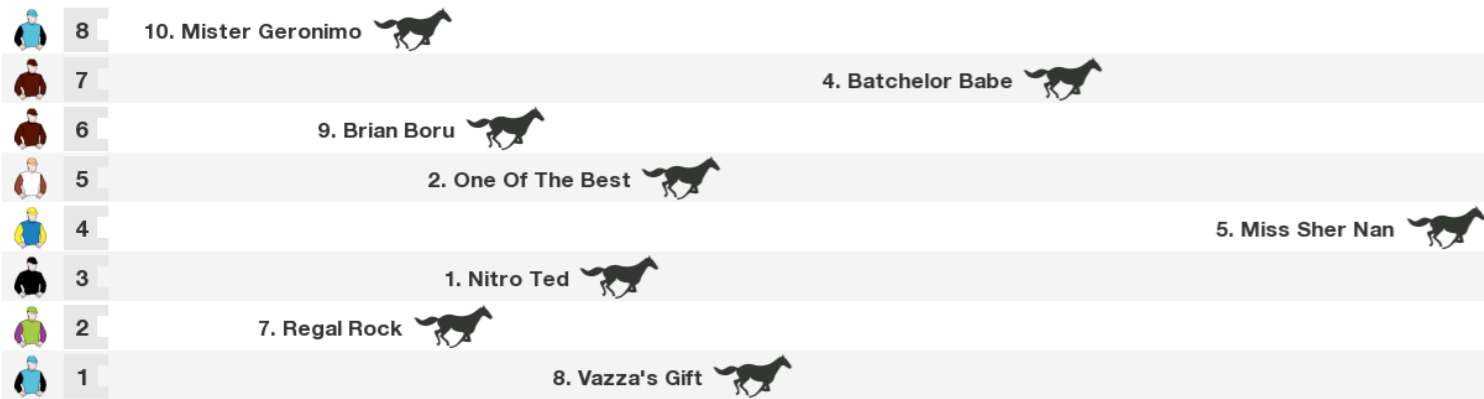 8 10. Mister Geronimo
7 4. Batchelor Babe
6 9. Brian Boru
5 2. One Of The Best
4 5. Miss Sher Nan
3 1. Nitro Ted
2 7. Regal Rock
1 8. Vazza's Gift